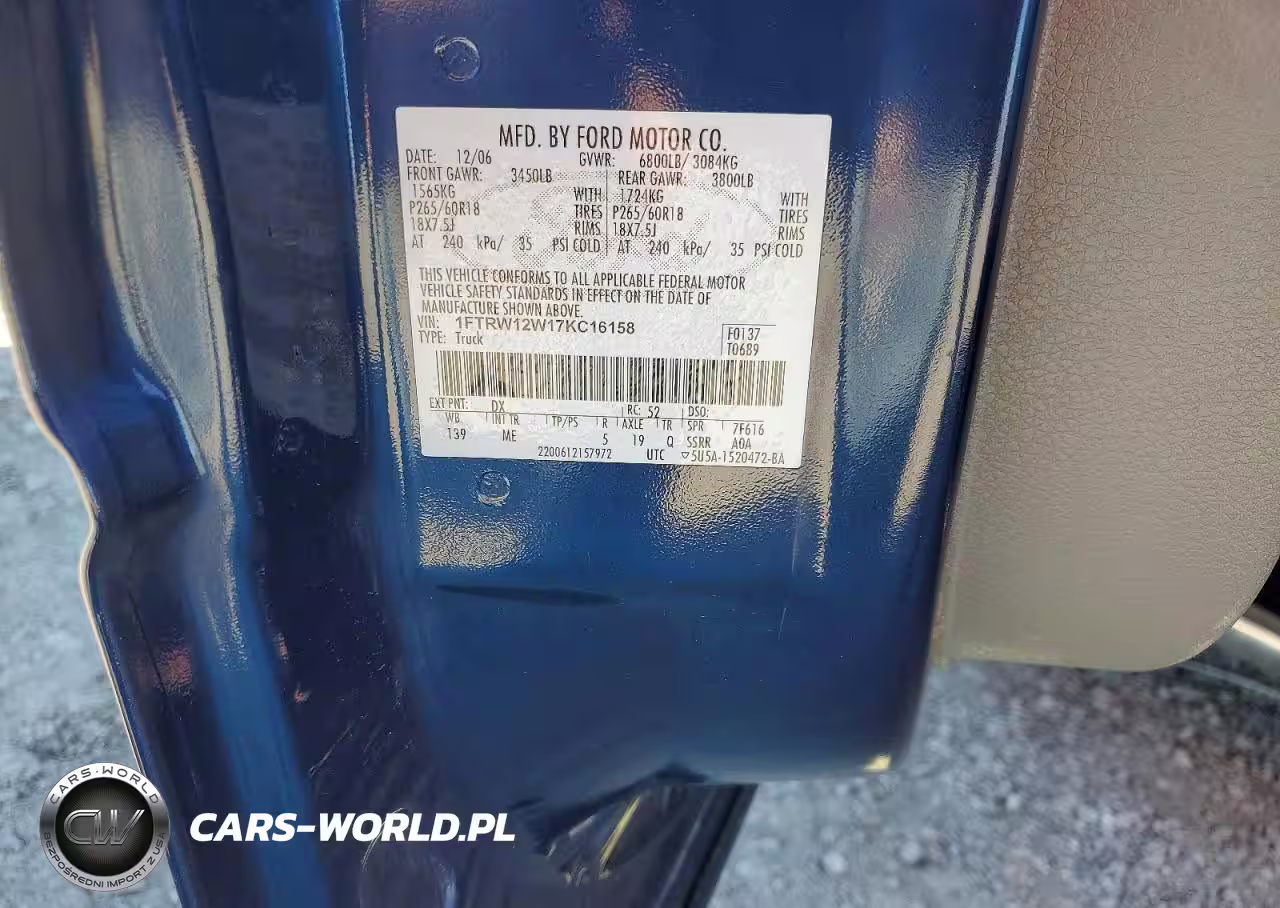 MFD. BY FORD MOTOR CO.
DATE: 12/06 GVWR: 6800LB/ 3084KG
FRONT GAWR: 3450LB REAR GAWR: 3800LB
1565KG WITH 1724KG WITH
P265/60R18 TIRES P265/60R18 TIRES
18X7.5J RIMS 18X7.5J RIMS
AT 240 kPa/ 35 PSI COLD AT 240 kPa/ 35 PSI COLD
THIS VEHICLE CONFORMS TO ALL APPLICABLE FEDERAL MOTOR
VEHICLE SAFETY STANDARDS IN EFFECT ON THE DATE OF
MANUFACTURE SHOWN ABOVE.
VIN: 1FTRW12W17KC16158 F0137
TYPE: Truck T0689
EXT PNT: DX RC: 52 DSO:
WB INT TR TP/PS R AXLE TR SPR 7F616
139 ME 5 19 Q SSRR A0A
2200612157972 UTC ▽5U5A-1520472-BA
CARS-WORLD
CW
BEZPOŚREDNI IMPORT Z USA
CARS-WORLD.PL